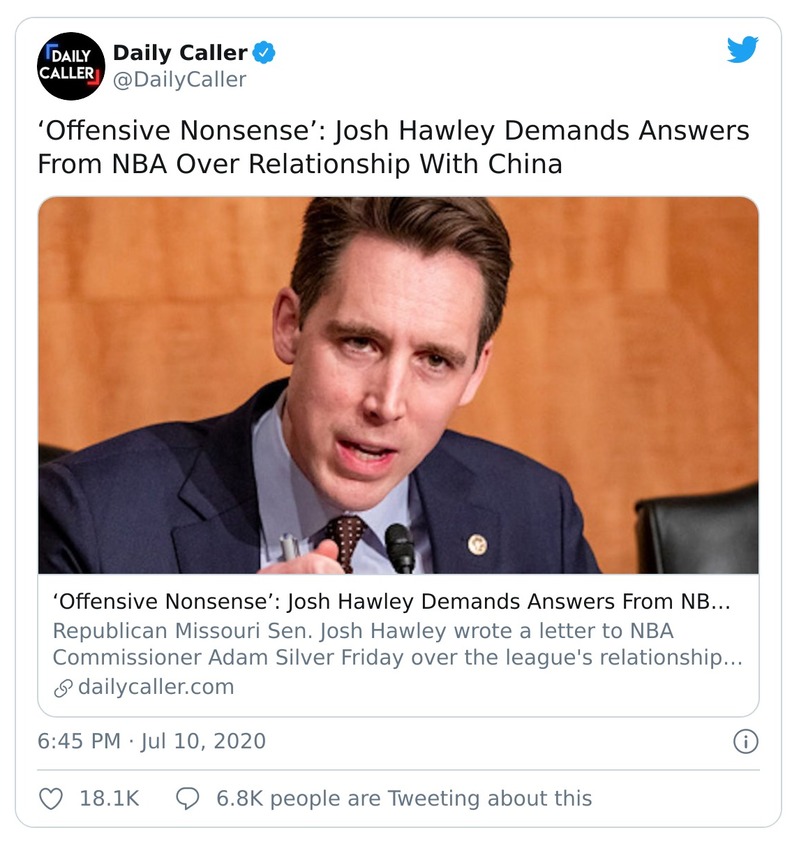 DAILY
CALLER
Daily Caller
@DailyCaller
‘Offensive Nonsense’: Josh Hawley Demands Answers
From NBA Over Relationship With China
‘Offensive Nonsense’: Josh Hawley Demands Answers From NB...
Republican Missouri Sen. Josh Hawley wrote a letter to NBA
Commissioner Adam Silver Friday over the league's relationship...
dailycaller.com
6:45 PM · Jul 10, 2020
18.1K 6.8K people are Tweeting about this